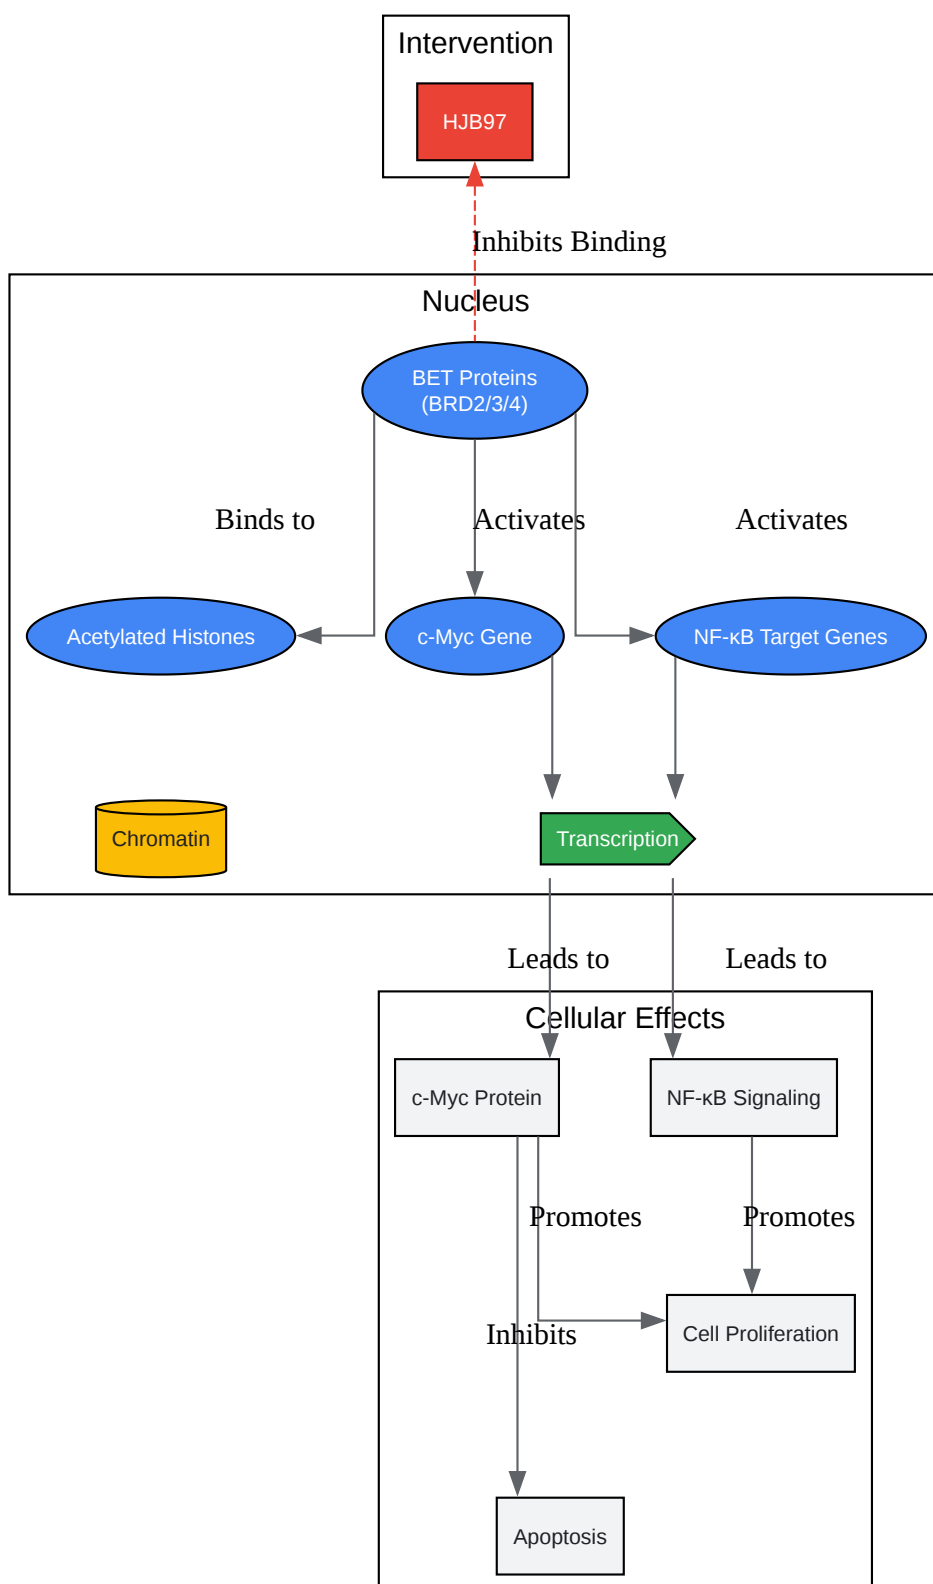 Intervention
HJB97
Inhibits Binding
Nucleus
BET Proteins
(BRD2/3/4)
Binds to
Activates
Activates
Acetylated Histones
c-Myc Gene
NF-κB Target Genes
Chromatin
Transcription
Leads to
Leads to
Cellular Effects
c-Myc Protein
NF-κB Signaling
Promotes
Promotes
Inhibits
Cell Proliferation
Apoptosis